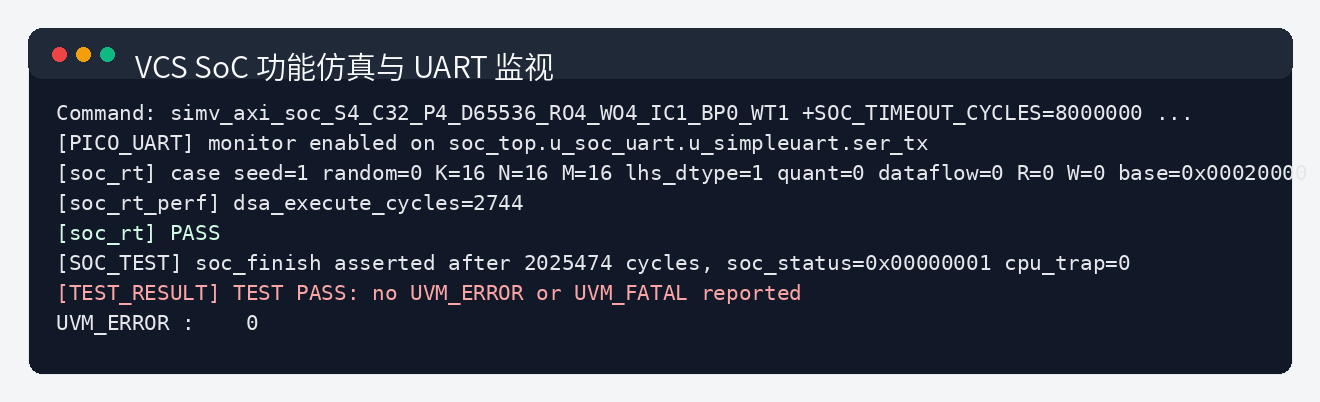 VCS SoC 功能仿真与 UART 监视
Command: simv_axi_soc_S4_C32_P4_D65536_RO4_WO4_IC1_BP0_WT1 +SOC_TIMEOUT_CYCLES=8000000 ...
[PICO_UART] monitor enabled on soc_top.u_soc_uart.u_simpleuart.ser_tx
[soc_rt] case seed=1 random=0 K=16 N=16 M=16 lhs_dtype=1 quant=0 dataflow=0 R=0 W=0 base=0x00020000
[soc_rt_perf] dsa_execute_cycles=2744
[soc_rt] PASS
[SOC_TEST] soc_finish asserted after 2025474 cycles, soc_status=0x00000001 cpu_trap=0
[TEST_RESULT] TEST PASS: no UVM_ERROR or UVM_FATAL reported
UVM_ERROR :    0